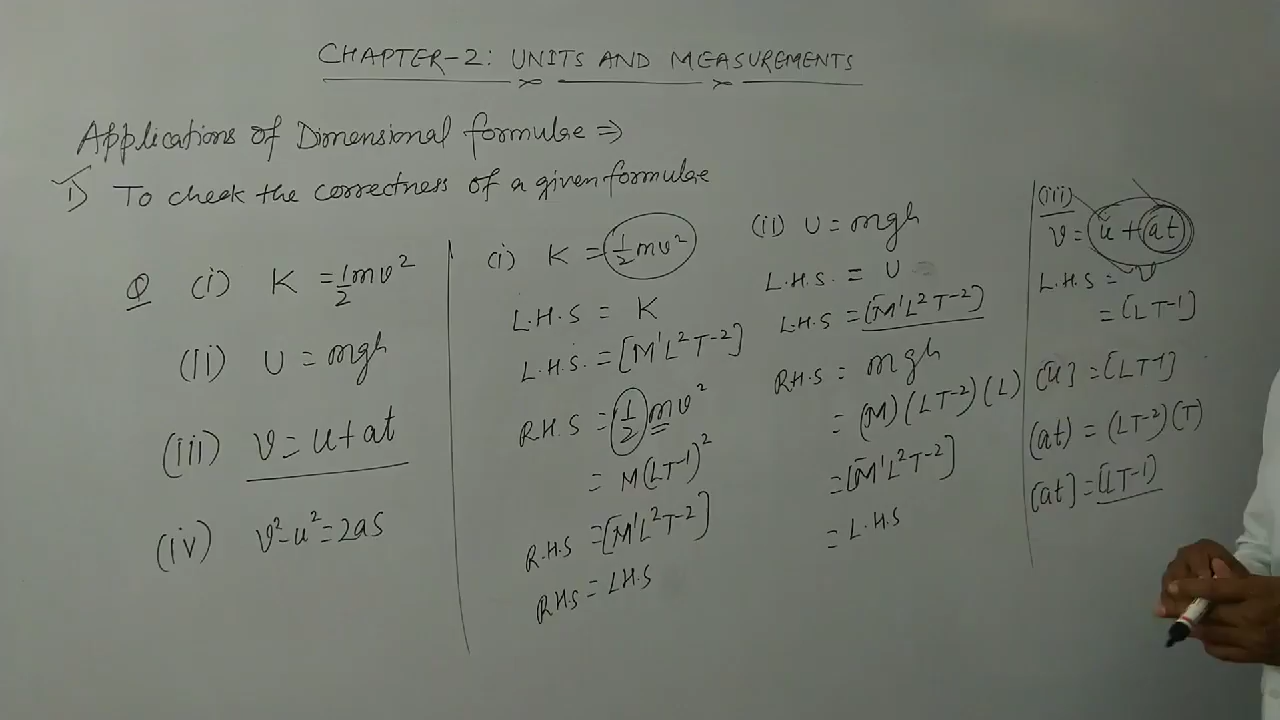 CHAPTER-2: UNITS AND MEASUREMENTS
Applications of Dimensional formulae ⇒
1) To check the correctness of a given formulae
Q (i) K = 1/2 mv²
(ii) U = mgh
(iii) v = u + at
(iv) v² - u² = 2as
(i) K = 1/2 mv²
L.H.S = K
L.H.S. = [M¹L²T-²]
R.H.S = 1/2 mv²
= M(LT-¹)²
R.H.S = [M¹L²T-²]
RHS = LH.S
(ii) U = mgh
L.H.S. = U
L.H.S = [M¹L²T-²]
R.H.S = mgh
= (M)(LT-²)(L)
= [M¹L²T-²]
= L.H.S
(iii)
v = u + at
L.H.S = v
= [LT-1]
[u] = [LT-1]
(at) = (LT-²)(T)
[at] = [LT-1]